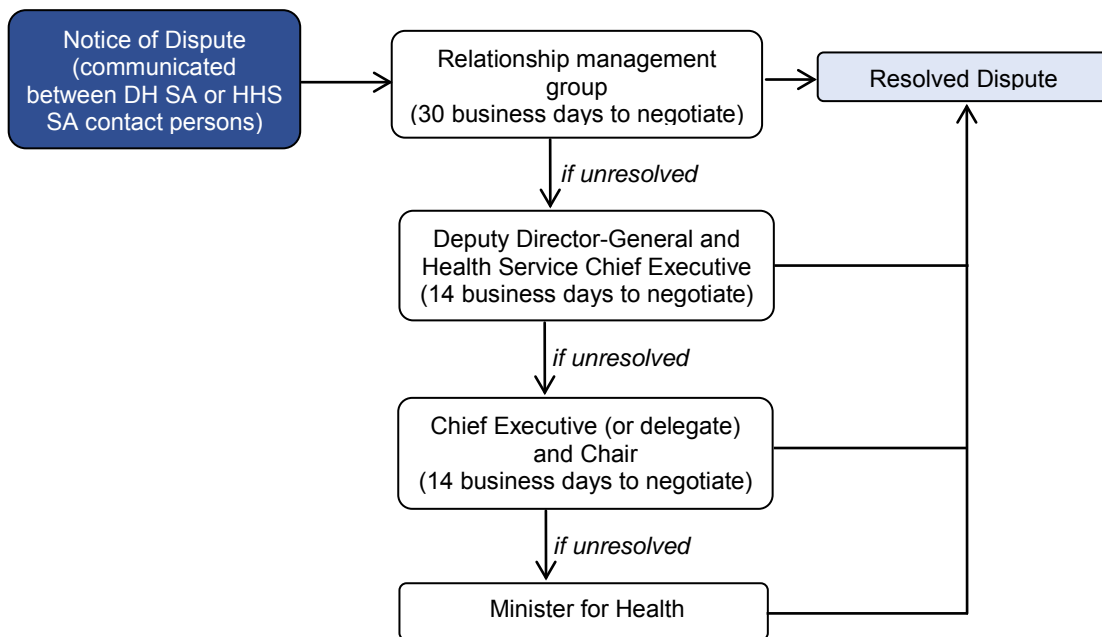 Notice of Dispute
(communicated
between DH SA or HHS
SA contact persons)
Relationship management
group
(30 business days to negotiate)
Resolved Dispute
if unresolved
Deputy Director-General and
Health Service Chief Executive
(14 business days to negotiate)
if unresolved
Chief Executive (or delegate)
and Chair
(14 business days to negotiate)
if unresolved
Minister for Health